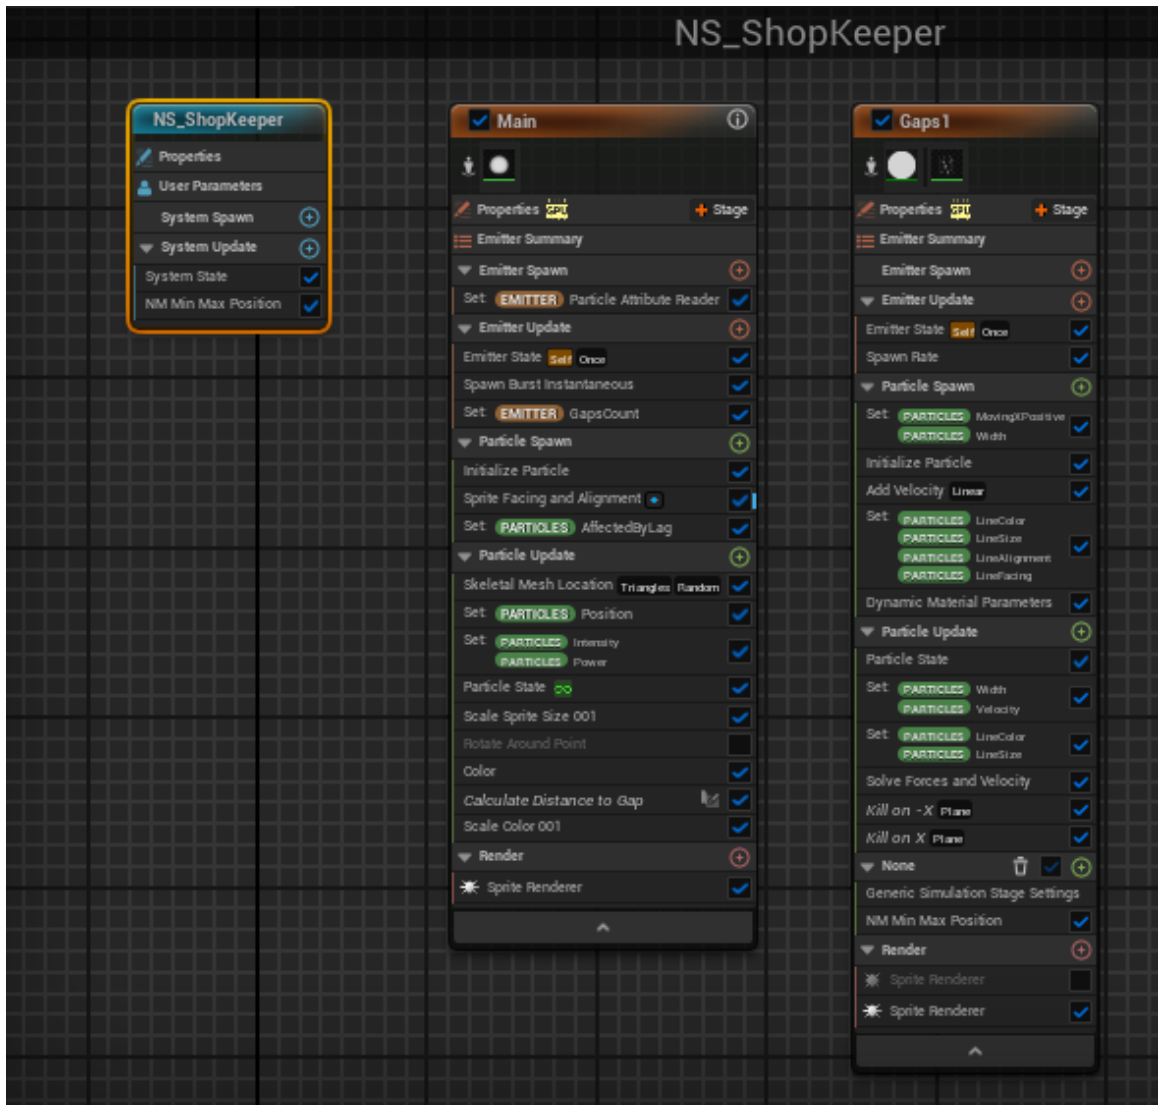 NS_ShopKeeper
NS_ShopKeeper
Properties
User Parameters
System Spawn
System Update
System State
NM Min Max Position
Main
Properties GPU Stage
Emitter Summary
Emitter Spawn
Set: EMITTER Particle Attribute Reader
Emitter Update
Emitter State Self Once
Spawn Burst Instantaneous
Set: EMITTER GapsCount
Particle Spawn
Initialize Particle
Sprite Facing and Alignment
Set: PARTICLES AffectedByLag
Particle Update
Skeletal Mesh Location Triangles Random
Set: PARTICLES Position
Set: PARTICLES Intensity
PARTICLES Power
Particle State
Scale Sprite Size 001
Rotate Around Point
Color
Calculate Distance to Gap
Scale Color 001
Render
Sprite Renderer
Gaps1
Properties GPU Stage
Emitter Summary
Emitter Spawn
Emitter Update
Emitter State Self Once
Spawn Rate
Particle Spawn
Set: PARTICLES MovingXPositive
PARTICLES Width
Initialize Particle
Add Velocity Linear
Set: PARTICLES LineColor
PARTICLES LineSize
PARTICLES LineAlignment
PARTICLES LineFacing
Dynamic Material Parameters
Particle Update
Particle State
Set: PARTICLES Width
PARTICLES Velocity
Set: PARTICLES LineColor
PARTICLES LineSize
Solve Forces and Velocity
Kill on -X Plane
Kill on X Plane
None
Generic Simulation Stage Settings
NM Min Max Position
Render
Sprite Renderer
Sprite Renderer